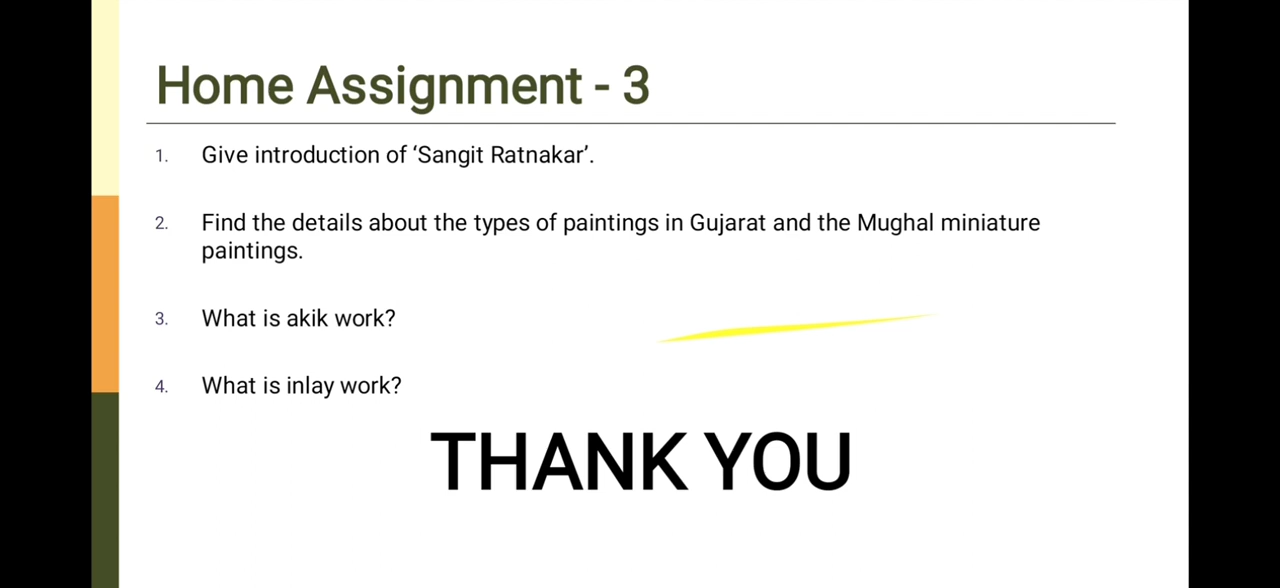 Home Assignment - 3
1. Give introduction of ‘Sangit Ratnakar’.
2. Find the details about the types of paintings in Gujarat and the Mughal miniature
paintings.
3. What is akik work?
4. What is inlay work?
THANK YOU